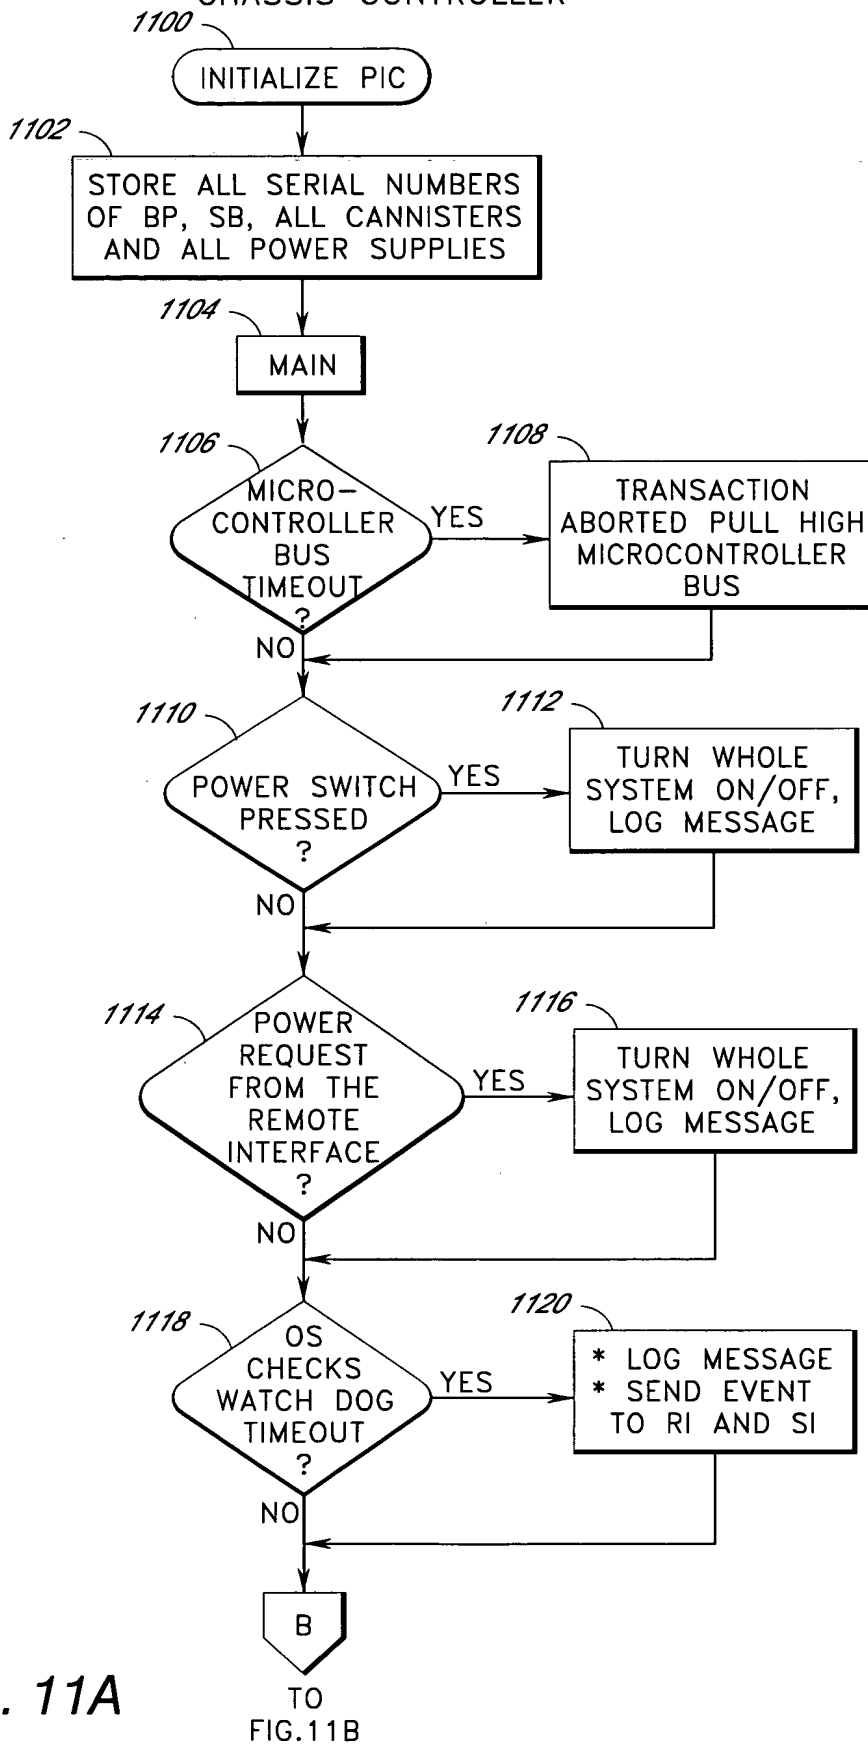 CHASSIS CONTROLLER
1100
INITIALIZE PIC
1102
STORE ALL SERIAL NUMBERS
OF BP, SB, ALL CANNISTERS
AND ALL POWER SUPPLIES
1104
MAIN
1106
MICRO-
CONTROLLER
BUS
TIMEOUT
?
YES
NO
1108
TRANSACTION
ABORTED PULL HIGH
MICROCONTROLLER
BUS
1110
POWER SWITCH
PRESSED
?
YES
NO
1112
TURN WHOLE
SYSTEM ON/OFF,
LOG MESSAGE
1114
POWER
REQUEST
FROM THE
REMOTE
INTERFACE
?
YES
NO
1116
TURN WHOLE
SYSTEM ON/OFF,
LOG MESSAGE
1118
OS
CHECKS
WATCH DOG
TIMEOUT
?
YES
NO
1120
* LOG MESSAGE
* SEND EVENT
TO RI AND SI
B
TO
FIG.11B
. 11A